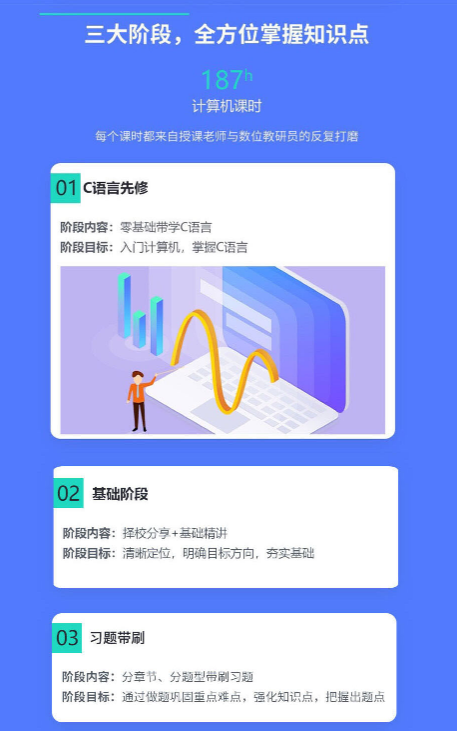 三大阶段，全方位掌握知识点
187h
计算机课时
每个课时都来自授课老师与数位教研员的反复打磨
01 C语言先修
阶段内容：零基础带学C语言
阶段目标：入门计算机，掌握C语言
02 基础阶段
阶段内容：择校分享+基础精讲
阶段目标：清晰定位，明确目标方向，夯实基础
03 习题带刷
阶段内容：分章节、分题型带刷习题
阶段目标：通过做题巩固重点难点，强化知识点，把握出题点